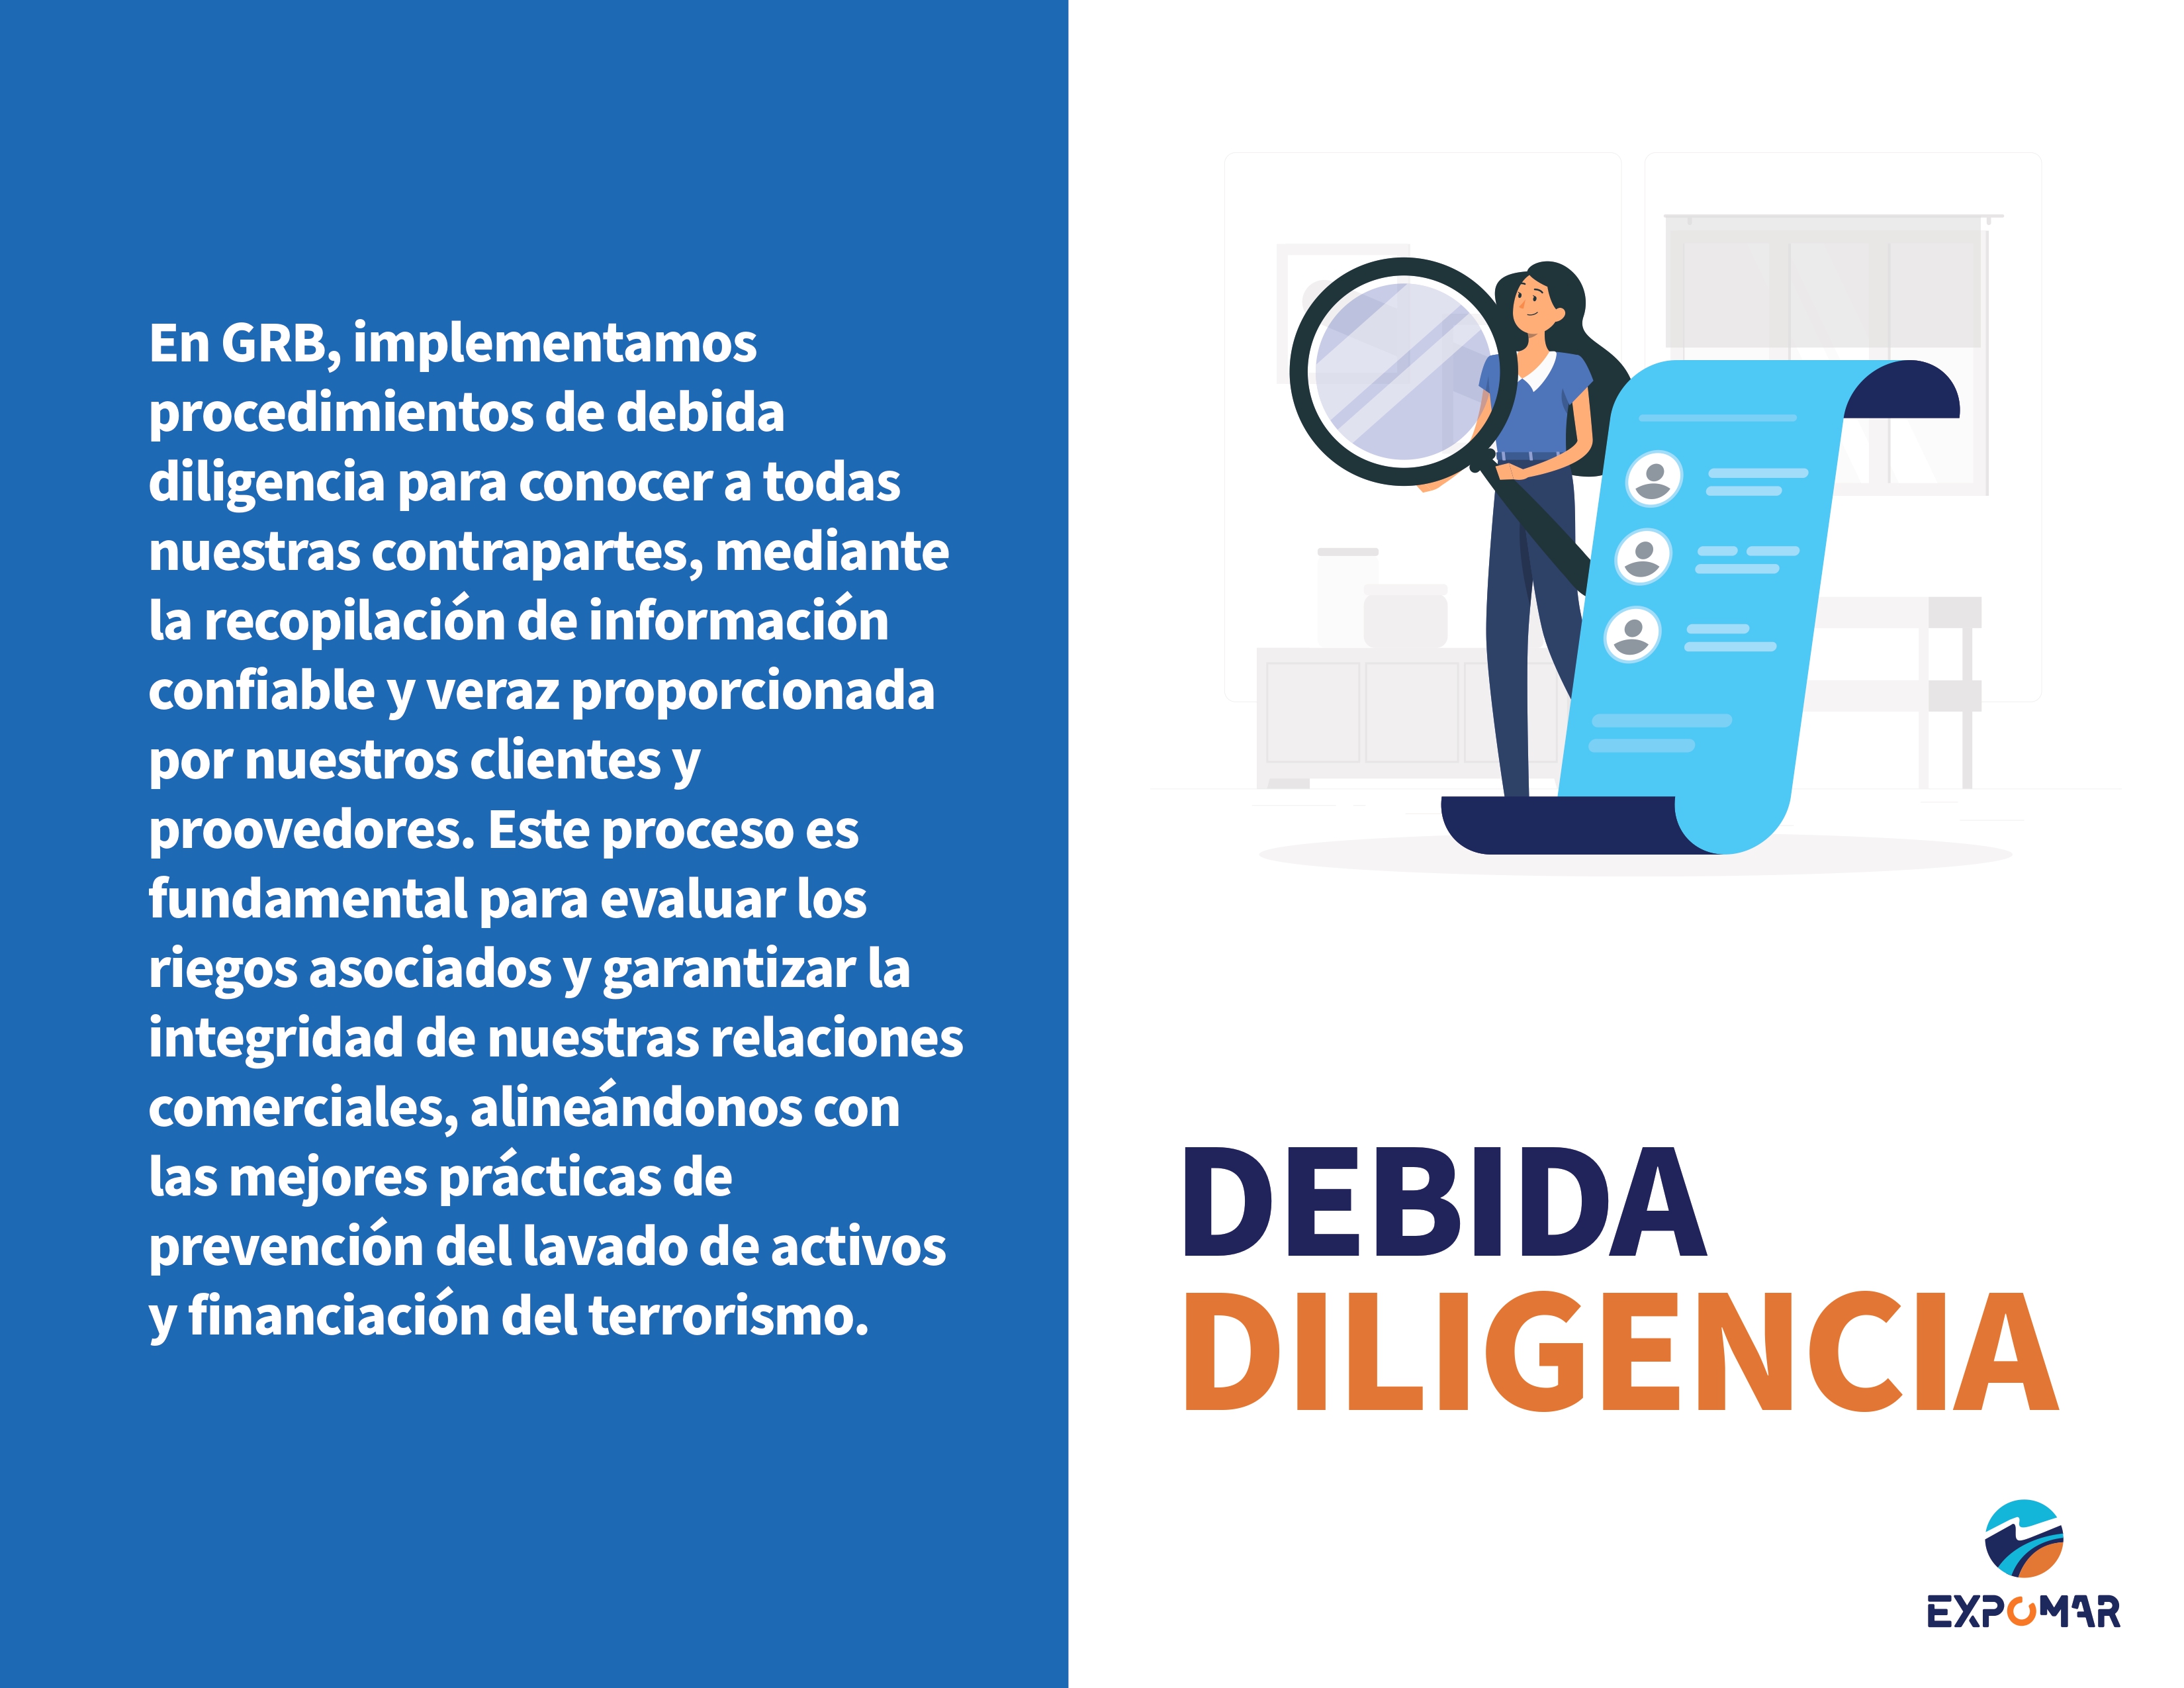 En GRB, implementamos
procedimientos de debida
diligencia para conocer a todas
nuestras contrapartes, mediante
la recopilación de información
confiable y veraz proporcionada
por nuestros clientes y
proovedores. Este proceso es
fundamental para evaluar los
riegos asociados y garantizar la
integridad de nuestras relaciones
comerciales, alineándonos con
las mejores prácticas de
prevención del lavado de activos
y financiación del terrorismo.
DEBIDA
DILIGENCIA
EXPOMAR